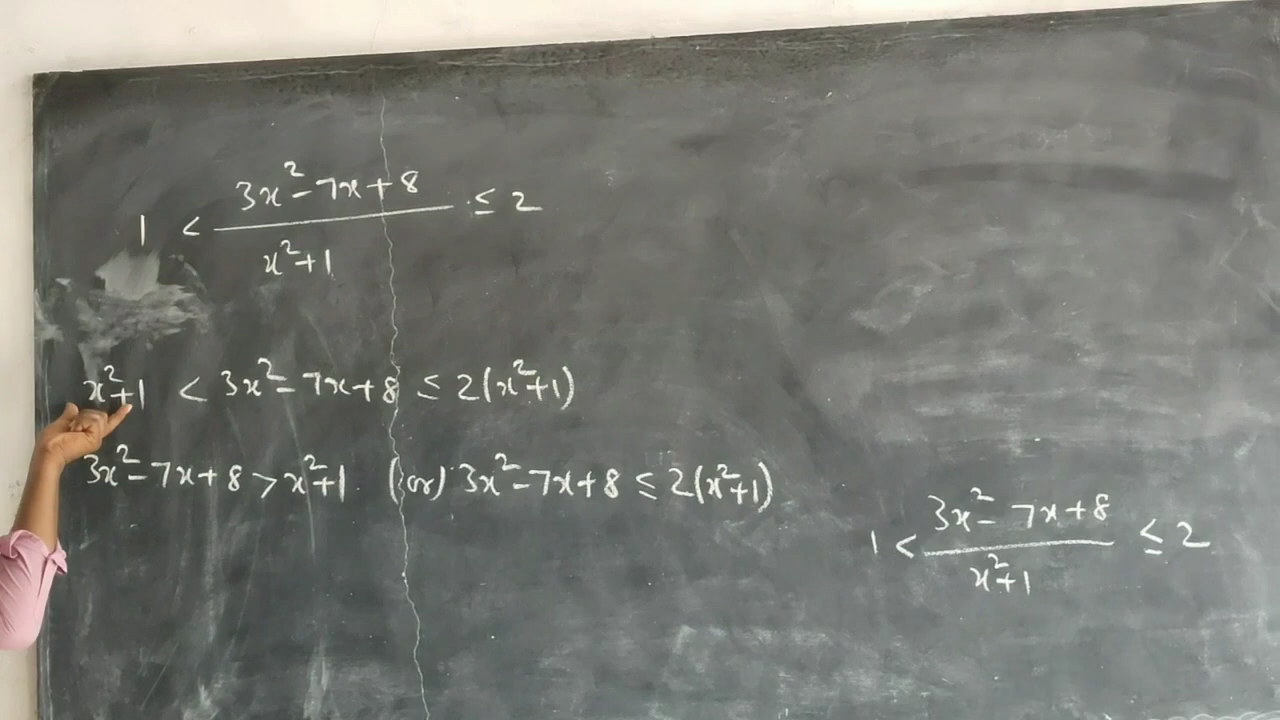 1 < (3x² - 7x + 8)/(x² + 1) ≤ 2
x² + 1 < 3x² - 7x + 8 ≤ 2(x² + 1)
3x² - 7x + 8 > x² + 1 (or) 3x² - 7x + 8 ≤ 2(x² + 1)
1 < (3x² - 7x + 8)/(x² + 1) ≤ 2